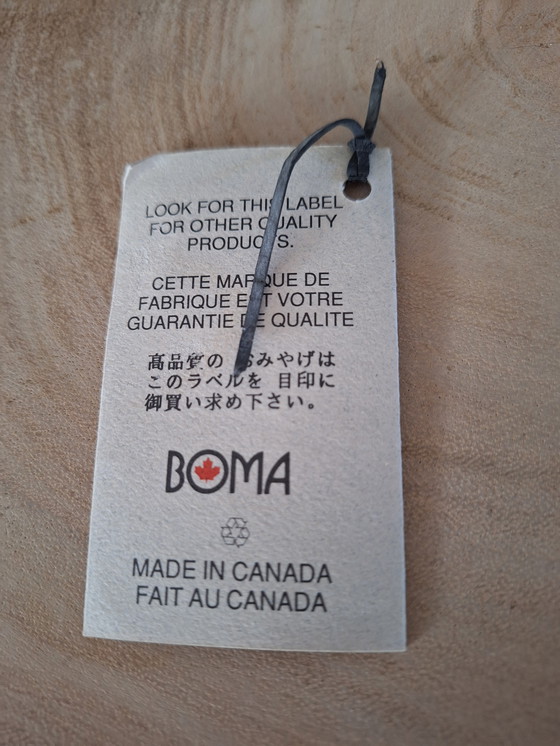 LOOK FOR THIS LABEL
FOR OTHER QUALITY
PRODUCTS.
CETTE MARQUE DE
FABRIQUE EST VOTRE
GUARANTIE DE QUALITE
高品質の おみやげは
このラベルを 目印に
御買い求め下さい。
BOMA
MADE IN CANADA
FAIT AU CANADA